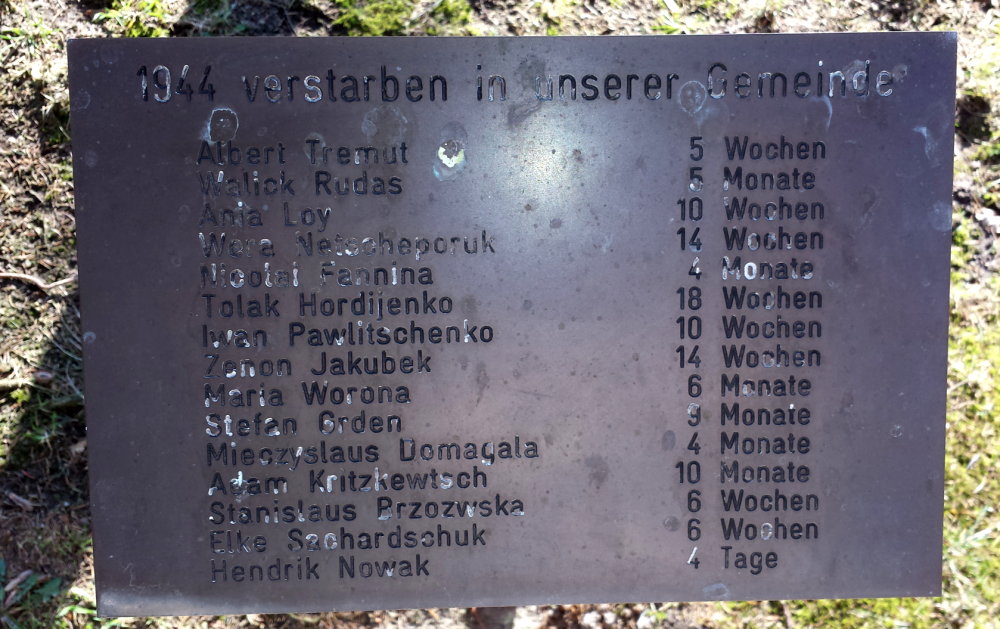 1944 verstarben in unserer Gemeinde
Albert Tremut 5 Wochen
Walick Rudas 5 Monate
Ania Loy 10 Wochen
Wera Netscheporuk 14 Wochen
Nicolai Fannina 4 Monate
Tolak Hordijenko 18 Wochen
Iwan Pawlitschenko 10 Wochen
Zenon Jakubek 14 Wochen
Maria Worona 6 Monate
Stefan Grden 9 Monate
Mieczyslaus Domagala 4 Monate
Adam Kritzkewtsch 10 Monate
Stanislaus Brzozwska 6 Wochen
Elke Sachardschuk 6 Wochen
Hendrik Nowak 4 Tage